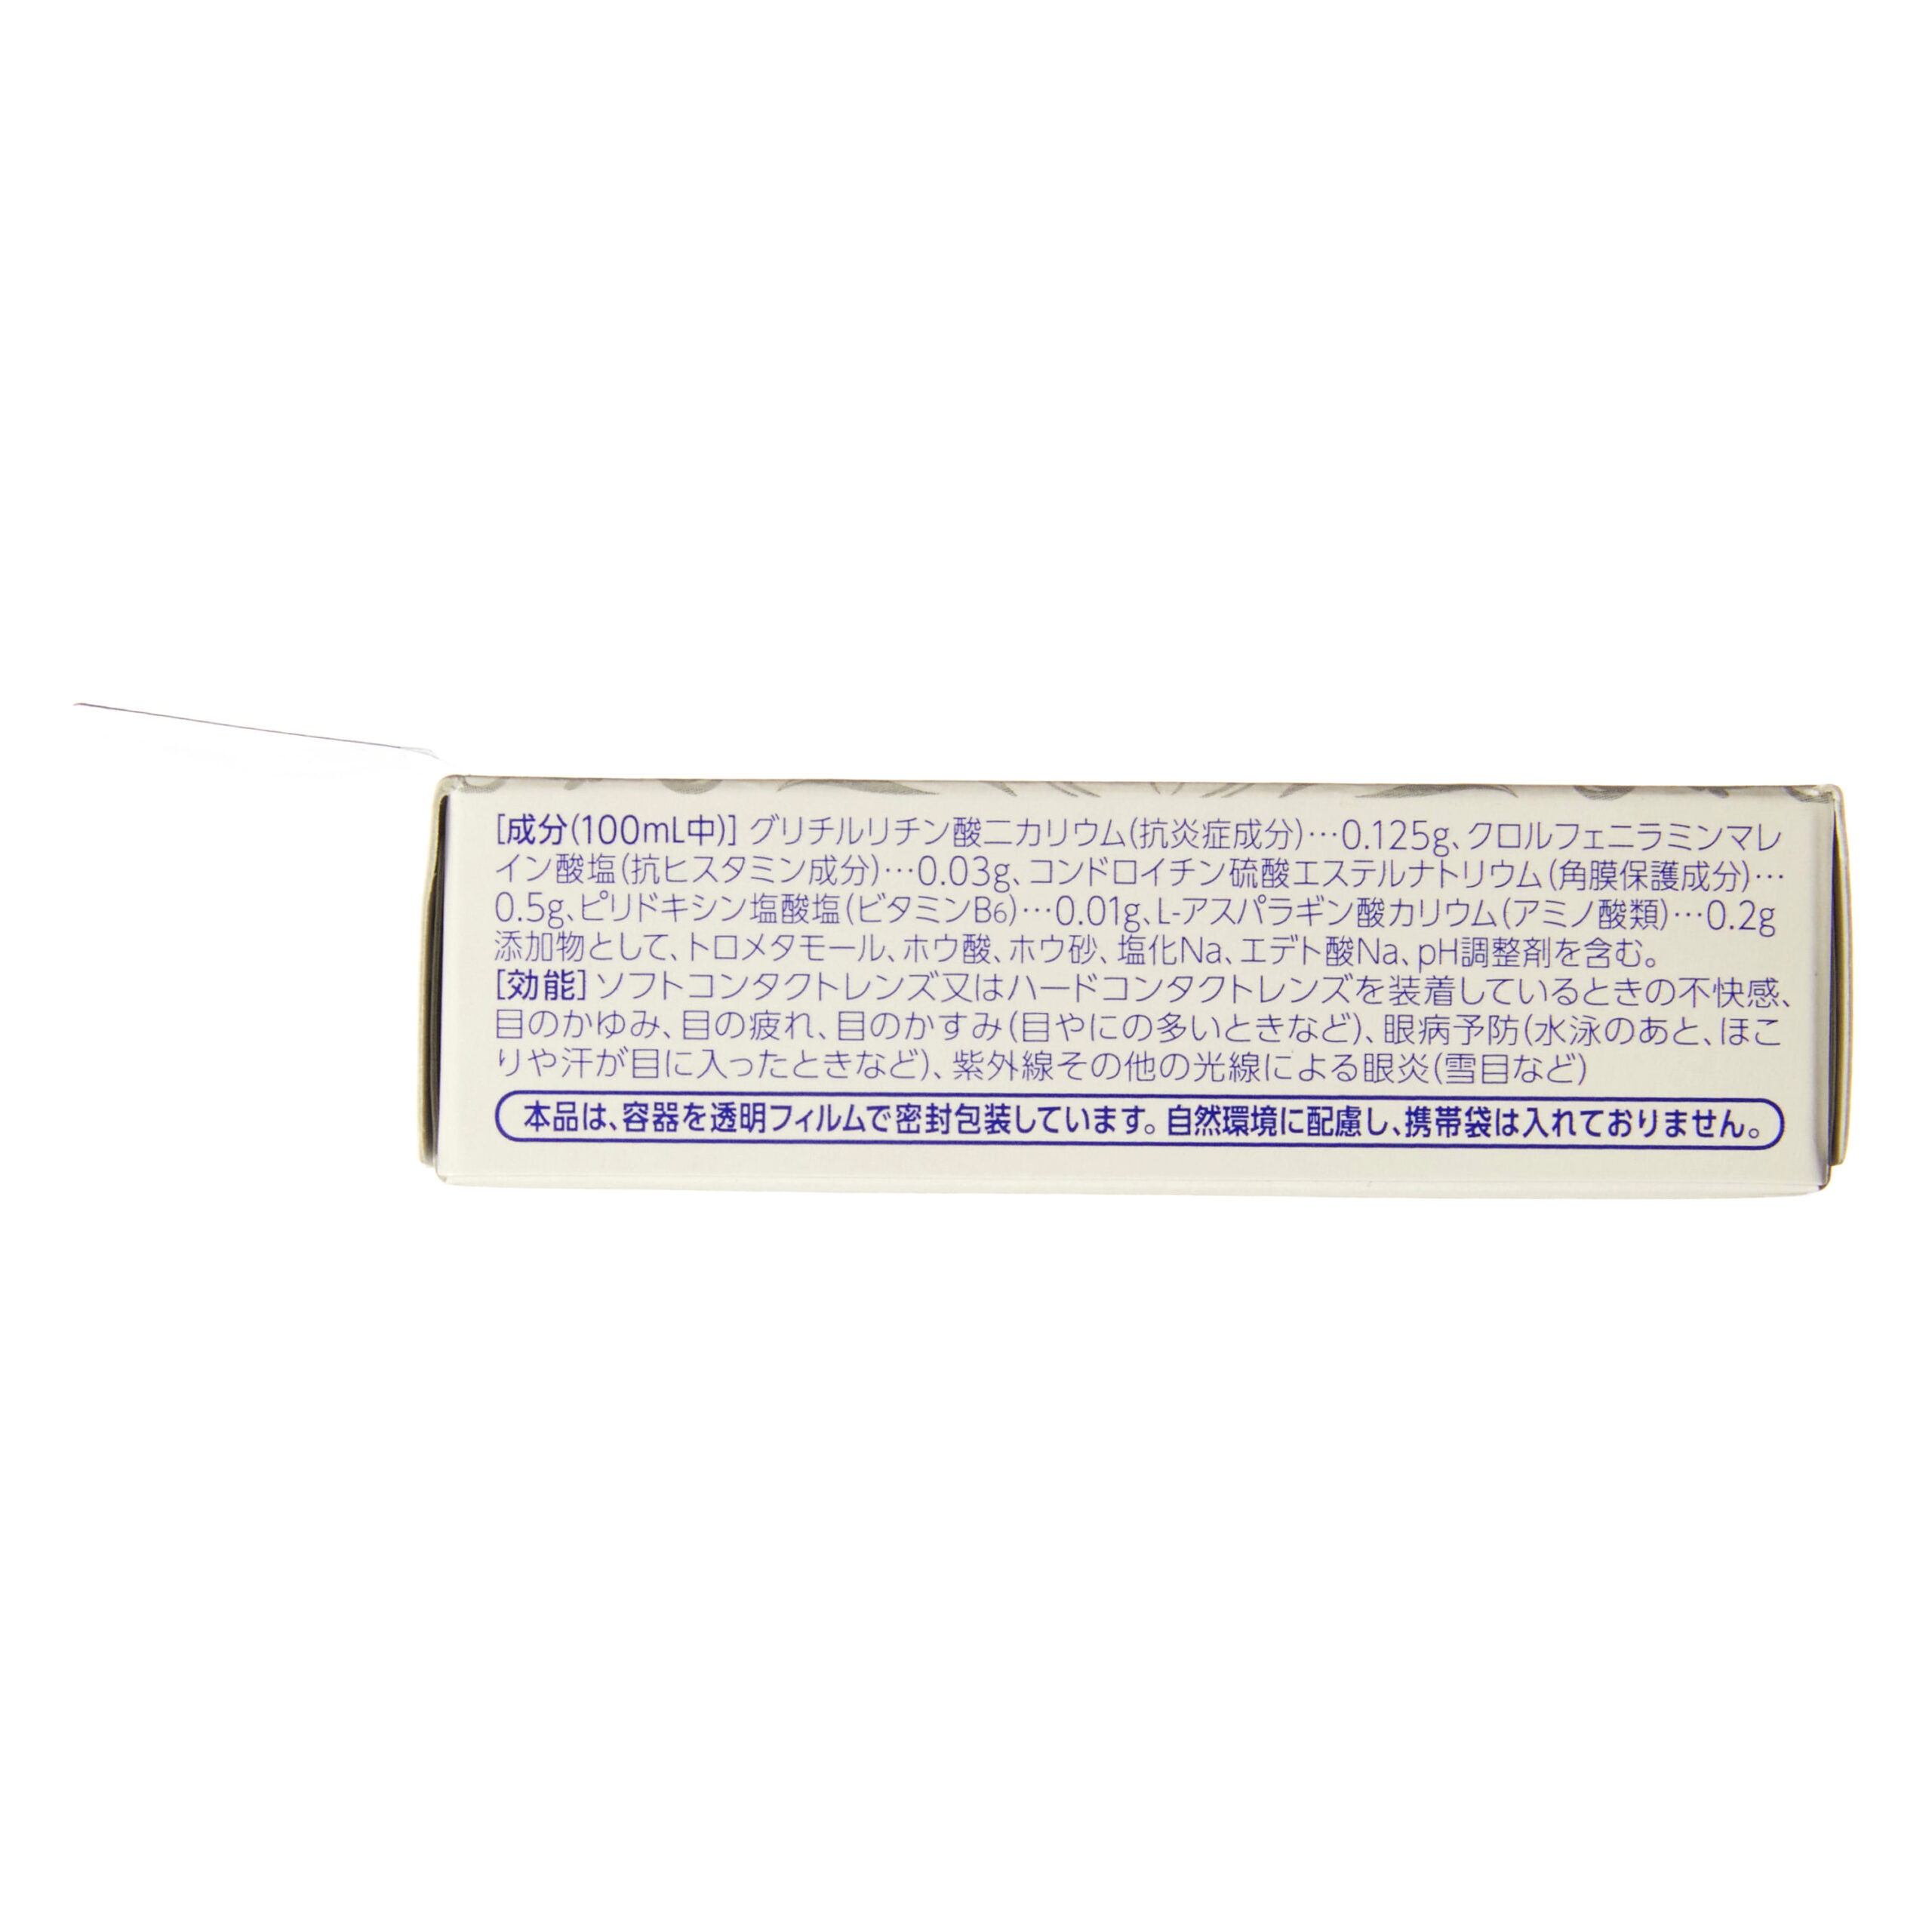 [成分(100mL中)] グリチルリチン酸二カリウム(抗炎症成分)…0.125g、クロルフェニラミンマレ
イン酸塩(抗ヒスタミン成分)…0.03g、コンドロイチン硫酸エステルナトリウム(角膜保護成分)…
0.5g、ピリドキシン塩酸塩(ビタミンB6)…0.01g、L-アスパラギン酸カリウム(アミノ酸類)…0.2g
添加物として、トロメタモール、ホウ酸、ホウ砂、塩化Na、エデト酸Na、pH調整剤を含む。
[効能] ソフトコンタクトレンズ又はハードコンタクトレンズを装着しているときの不快感、
目のかゆみ、目の疲れ、目のかすみ(目やにの多いときなど)、眼病予防(水泳のあと、ほこ
りや汗が目に入ったときなど)、紫外線その他の光線による眼炎(雪目など)
本品は、容器を透明フィルムで密封包装しています。自然環境に配慮し、携帯袋は入れておりません。